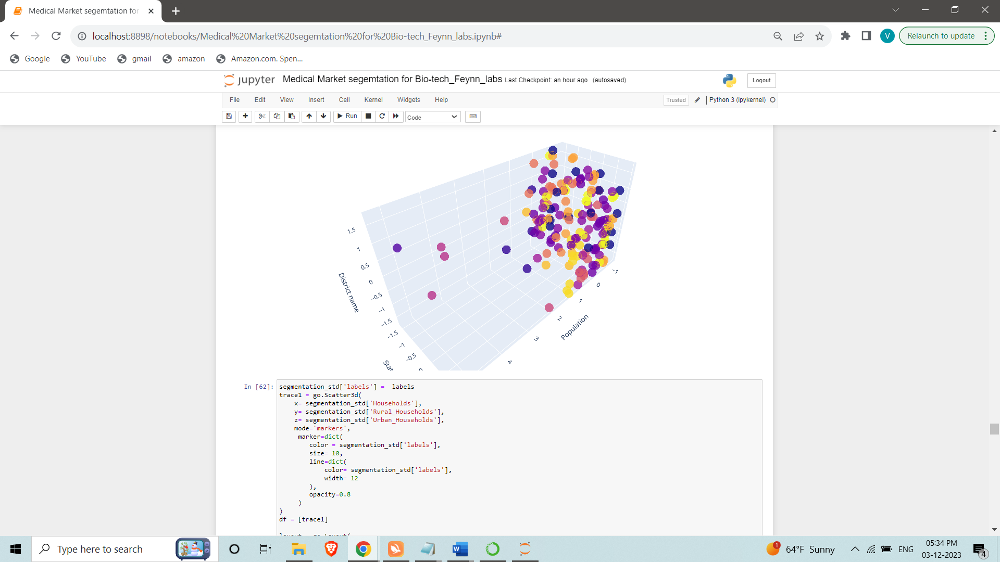 Medical Market segemtation for
localhost:8898/notebooks/Medical%20Market%20segemtation%20for%20Bio-tech_Feynn_labs.ipynb#
V
Relaunch to update
Google YouTube gmail amazon Amazon.com. Spen...
jupyter Medical Market segemtation for Bio-tech_Feynn_labs Last Checkpoint: an hour ago (autosaved)
Logout
File Edit View Insert Cell Kernel Widgets Help
Trusted Python 3 (ipykernel)
Run Code
1.5
1
0.5
0
−0.5
−1
−1.5
District name
−1.5
−1
−0.5
−1
0
1
2
3
4
Population
In [62]:
segmentation_std['labels'] =  labels
trace1 = go.Scatter3d(
    x= segmentation_std['Households'],
    y= segmentation_std['Rural_Households'],
    z= segmentation_std['Urban_Households'],
    mode='markers',
     marker=dict(
        color = segmentation_std['labels'],
        size= 10,
        line=dict(
            color= segmentation_std['labels'],
            width= 12
        ),
        opacity=0.8
     )
)
df = [trace1]
Type here to search
W
1
64°F Sunny
ENG
05:34 PM
03-12-2023
4